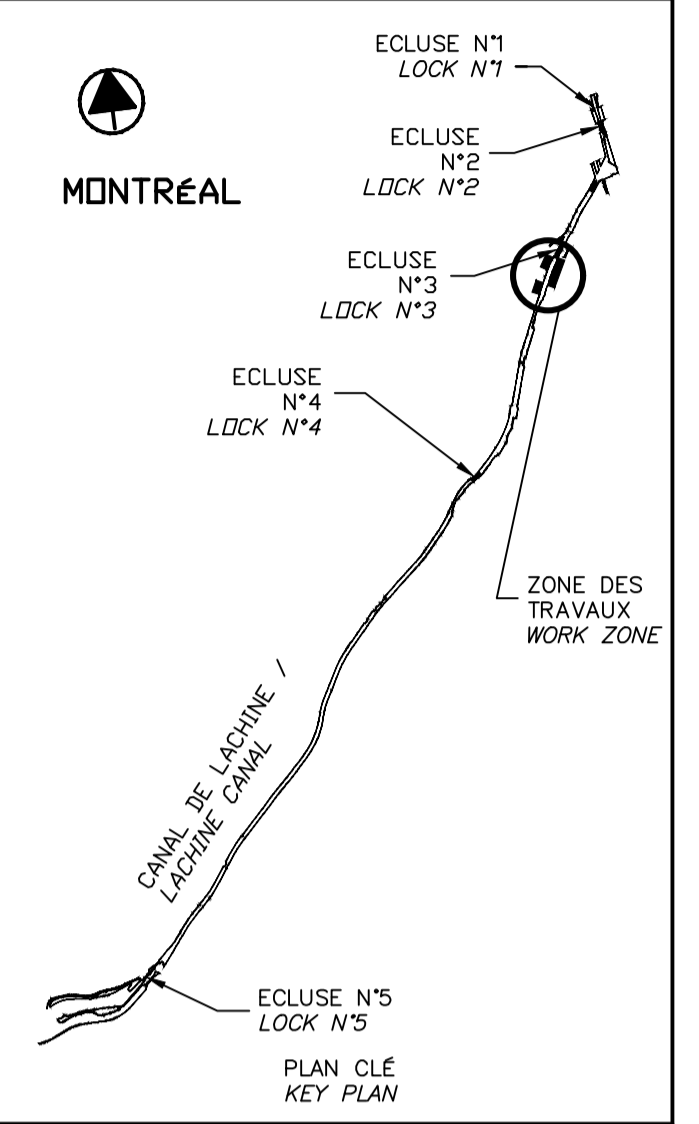 ECLUSE N°1
LOCK N°1
MONTRÉAL
ECLUSE
N°2
LOCK N°2
ECLUSE
N°3
LOCK N°3
ECLUSE
N°4
LOCK N°4
ZONE DES
TRAVAUX
WORK ZONE
CANAL DE LACHINE /
LACHINE CANAL
ECLUSE N°5
LOCK N°5
PLAN CLÉ
KEY PLAN